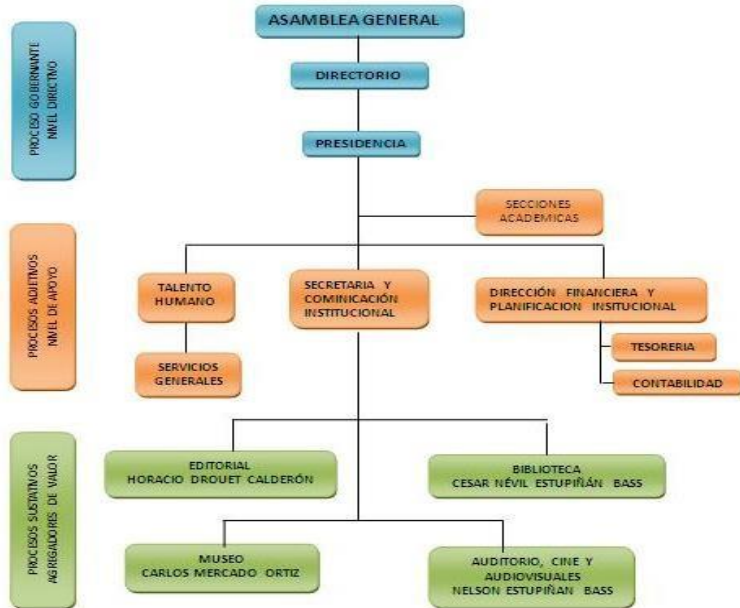 ASAMBLEA GENERAL
DIRECTORIO
PRESIDENCIA
PROCESO GOBERNANTE
NIVEL DIRECTIVO
SECCIONES
ACADEMICAS
PROCESOS ADJETIVOS
NIVEL DE APOYO
TALENTO
HUMANO
SECRETARIA Y
COMINICACIÓN
INSTITUCIONAL
DIRECCIÓN FINANCIERA Y
PLANIFICACION INSITUCIONAL
SERVICIOS
GENERALES
TESORERIA
CONTABILIDAD
PROCESOS SUSTATIVOS
AGREGADORES DE VALOR
EDITORIAL
HORACIO DROUET CALDERÓN
BIBLIOTECA
CESAR NÉVIL ESTUPIÑÁN BASS
MUSEO
CARLOS MERCADO ORTIZ
AUDITORIO, CINE Y
AUDIOVISUALES
NELSON ESTUPIÑAN BASS